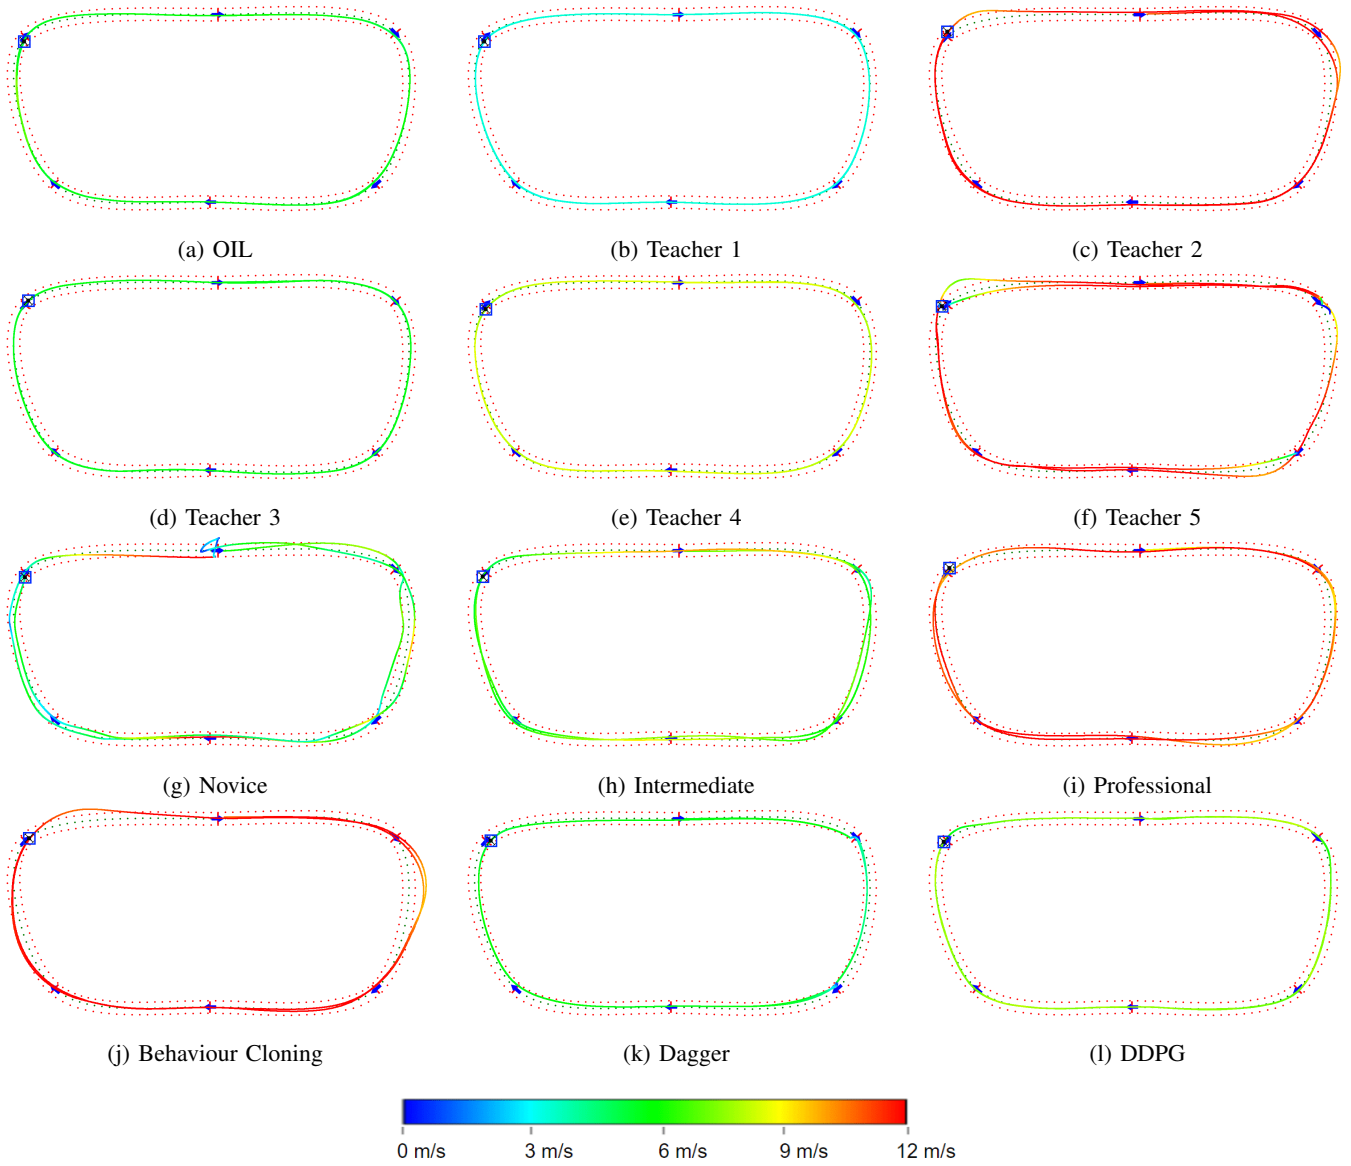 (a) OIL
(b) Teacher 1
(c) Teacher 2
(d) Teacher 3
(e) Teacher 4
(f) Teacher 5
(g) Novice
(h) Intermediate
(i) Professional
(j) Behaviour Cloning
(k) Dagger
(l) DDPG
0 m/s 3 m/s 6 m/s 9 m/s 12 m/s